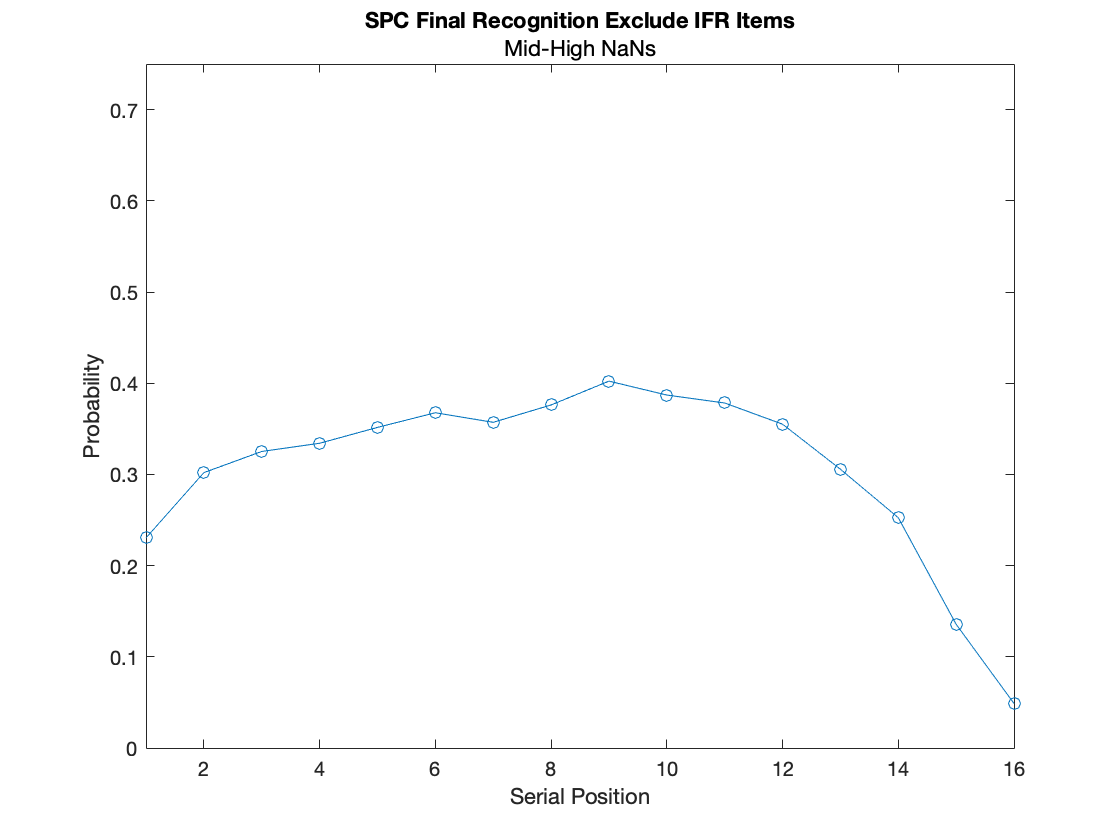 SPC Final Recognition Exclude IFR Items
Mid-High NaNs
0.7
0.6
0.5
0.4
0.3
0.2
0.1
0
Probability
2 4 6 8 10 12 14 16
Serial Position